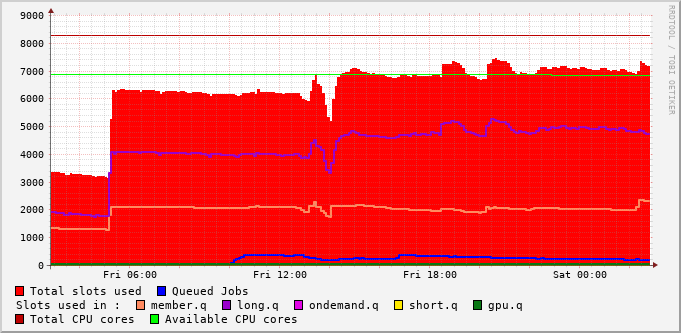 9000
8000
7000
6000
5000
4000
3000
2000
1000
0
Fri 06:00 Fri 12:00 Fri 18:00 Sat 00:00
RRDTOOL / TOBI OETIKER
Total slots used Queued Jobs
Slots used in : member.q long.q ondemand.q short.q gpu.q
Total CPU cores Available CPU cores